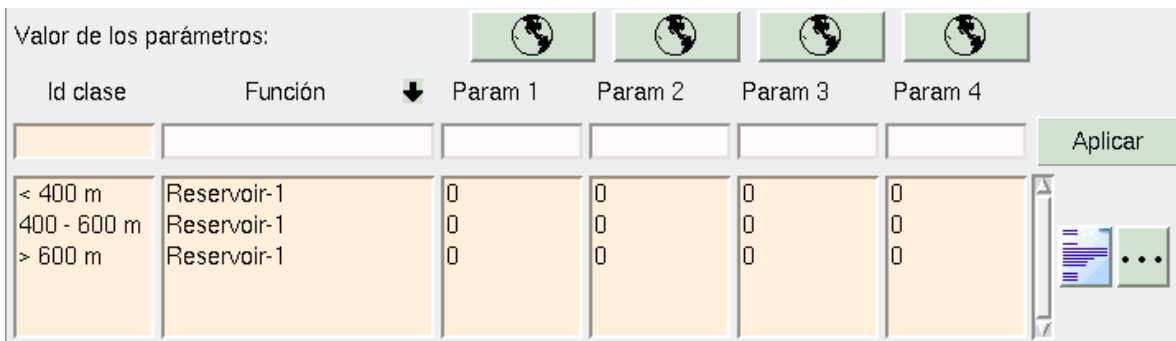 Valor de los parámetros:
Id clase Función Param 1 Param 2 Param 3 Param 4
Aplicar
< 400 m Reservoir-1 0 0 0 0
400 - 600 m Reservoir-1 0 0 0 0
> 600 m Reservoir-1 0 0 0 0